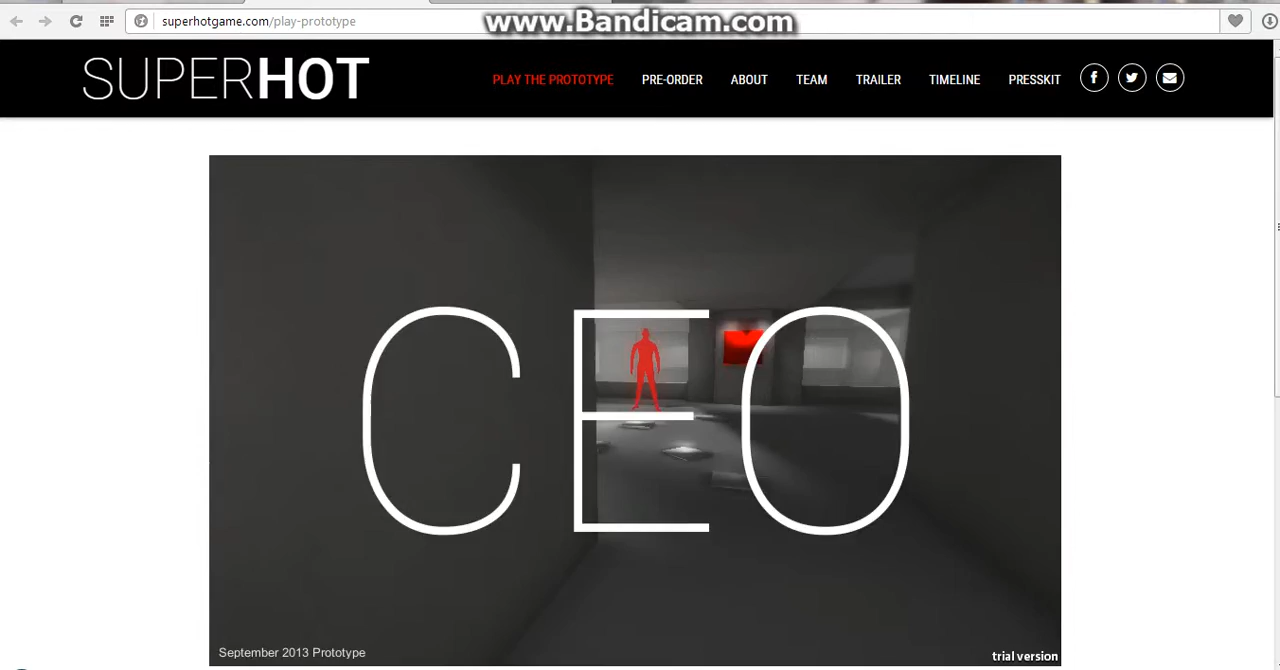 superhotgame.com/play-prototype
www.Bandicam.com
SUPERHOT
PLAY THE PROTOTYPE
PRE-ORDER
ABOUT
TEAM
TRAILER
TIMELINE
PRESSKIT
CEO
September 2013 Prototype
trial version